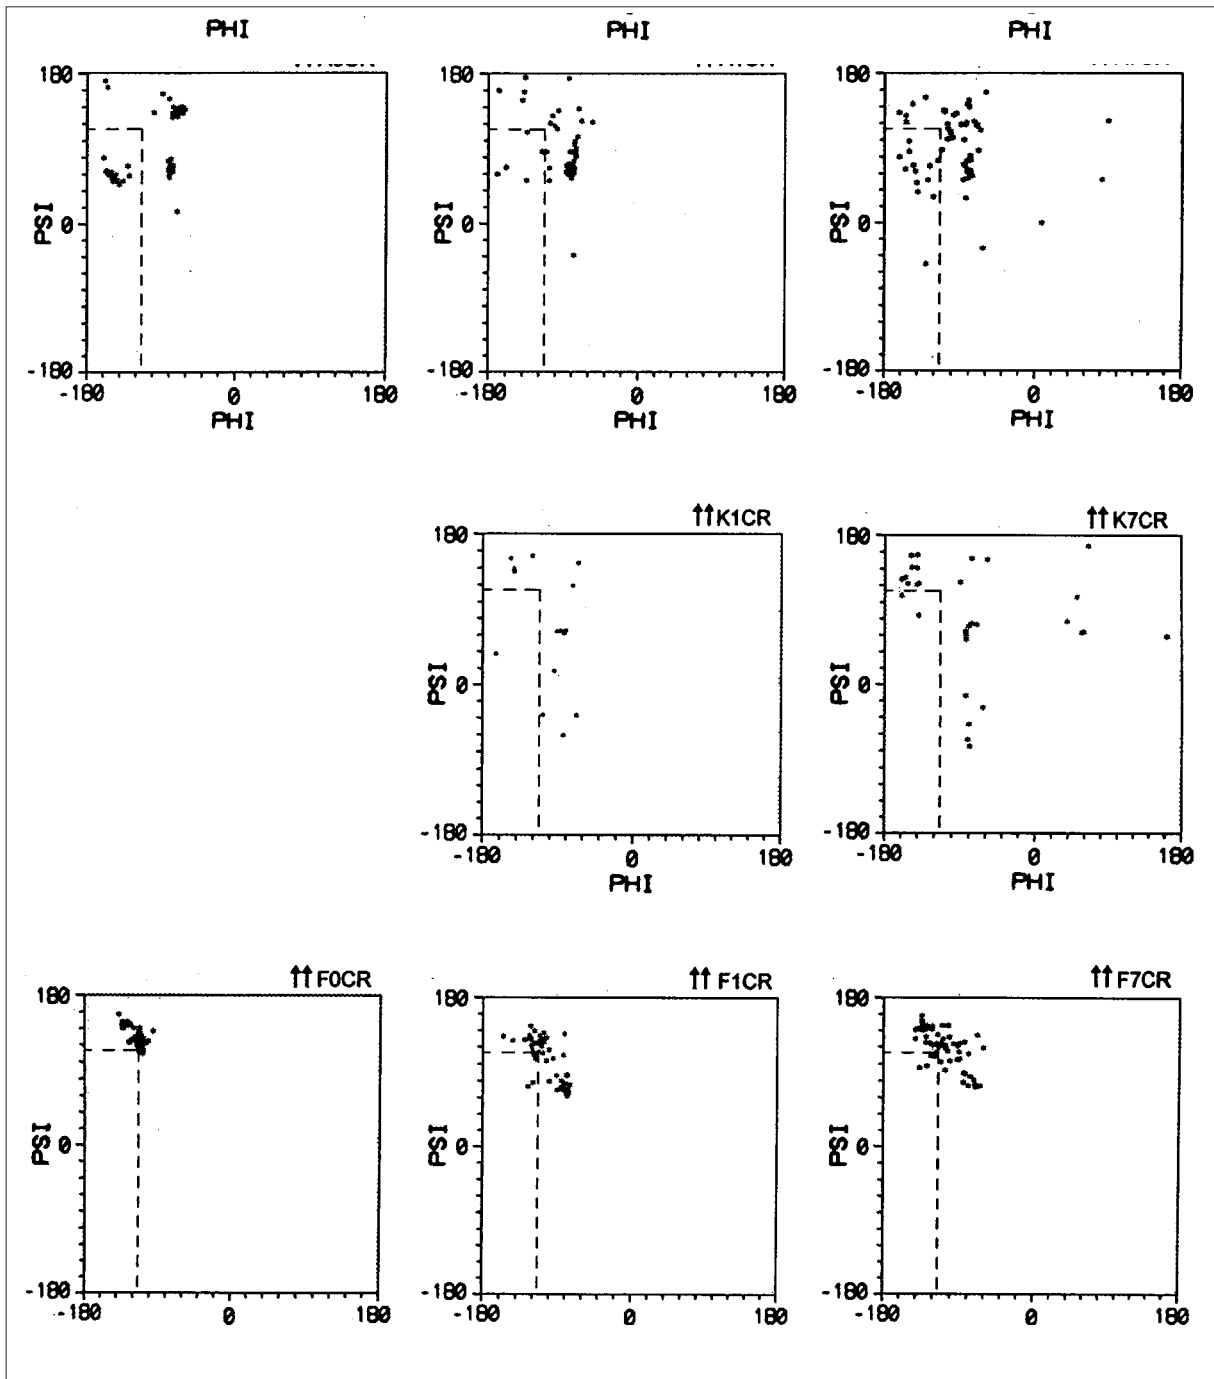 PHI PHI PHI
180 180 180
PSI 0 PSI 0 PSI 0
-180 -180 -180
-180 0 180 -180 0 180 -180 0 180
PHI PHI PHI
↑↑K1CR ↑↑K7CR
180 180
PSI 0 PSI 0
-180 -180
-180 0 180 -180 0 180
PHI PHI
↑↑F0CR ↑↑F1CR ↑↑F7CR
180 180 180
PSI 0 PSI 0 PSI 0
-180 -180 -180
-180 0 180 -180 0 180 -180 0 180